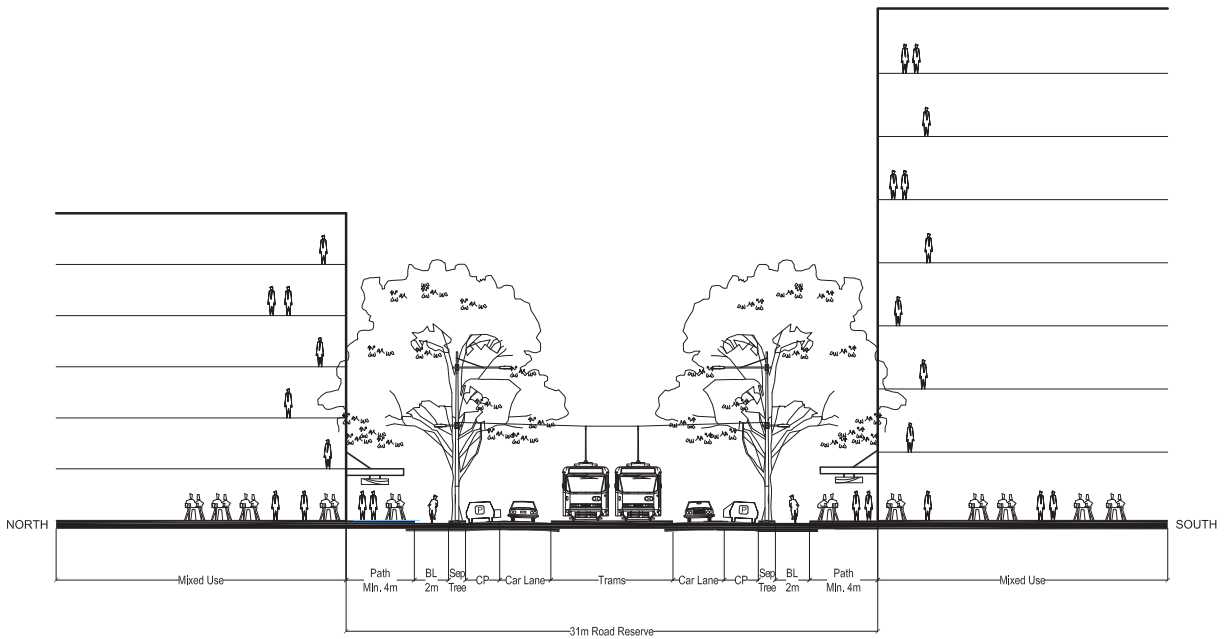 P
P
NORTH
SOUTH
Mixed Use
Path
MIn. 4m
BL
2m
Sep
Tree
CP
Car Lane
Trams
Car Lane
CP
Sep
Tree
BL
2m
Path
MIn. 4m
Mixed Use
31m Road Reserve